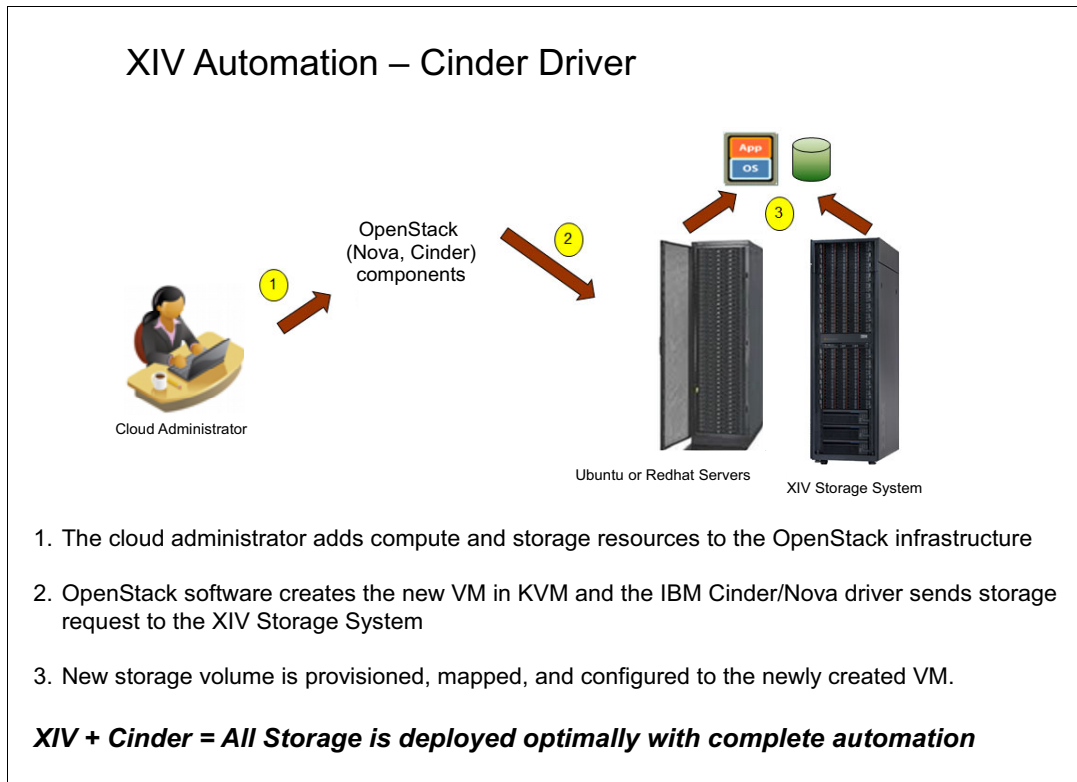 XIV Automation – Cinder Driver
App
OS
3
OpenStack
(Nova, Cinder)
components
2
1
Cloud Administrator
Ubuntu or Redhat Servers
XIV Storage System
1. The cloud administrator adds compute and storage resources to the OpenStack infrastructure
2. OpenStack software creates the new VM in KVM and the IBM Cinder/Nova driver sends storage
request to the XIV Storage System
3. New storage volume is provisioned, mapped, and configured to the newly created VM.
XIV + Cinder = All Storage is deployed optimally with complete automation